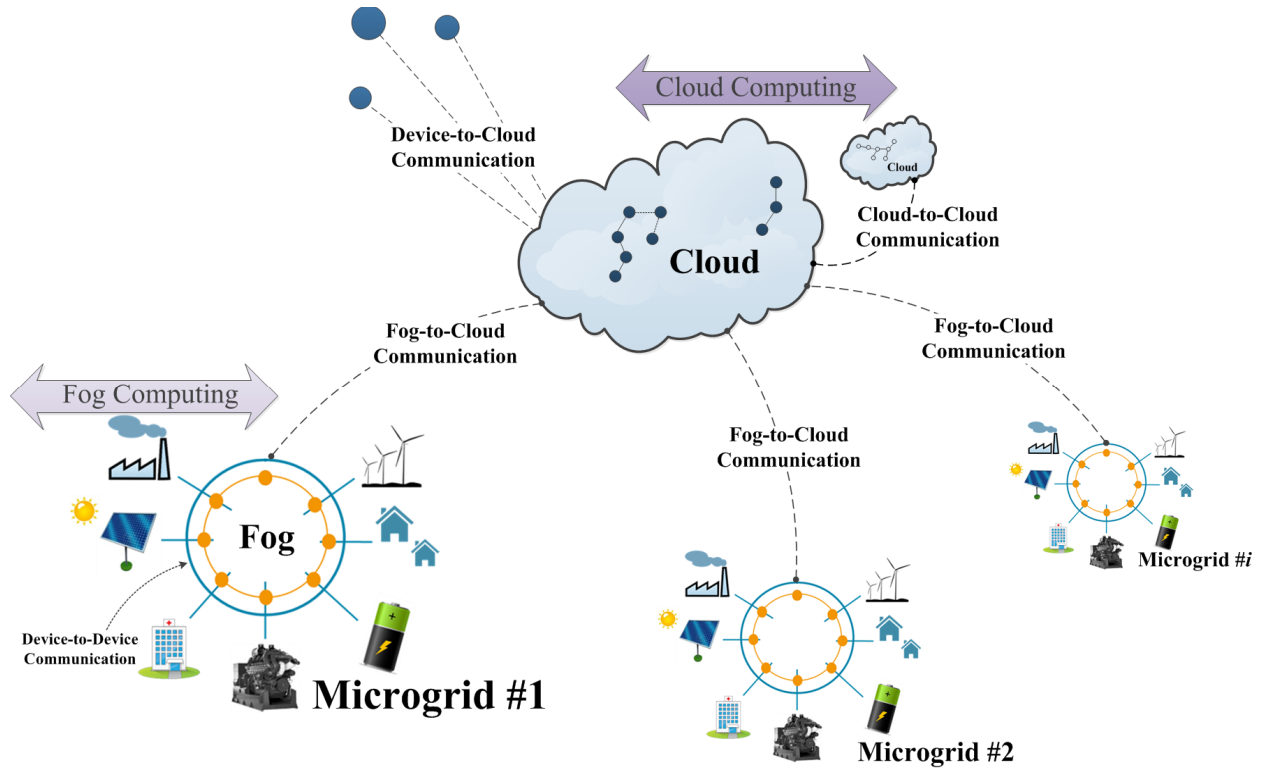 Cloud Computing
Device-to-Cloud
Communication
Cloud
Cloud-to-Cloud
Communication
Cloud
Fog-to-Cloud
Communication
Fog-to-Cloud
Communication
Fog Computing
Fog-to-Cloud
Communication
Fog
Device-to-Device
Communication
Microgrid #1
Microgrid #2
Microgrid #i